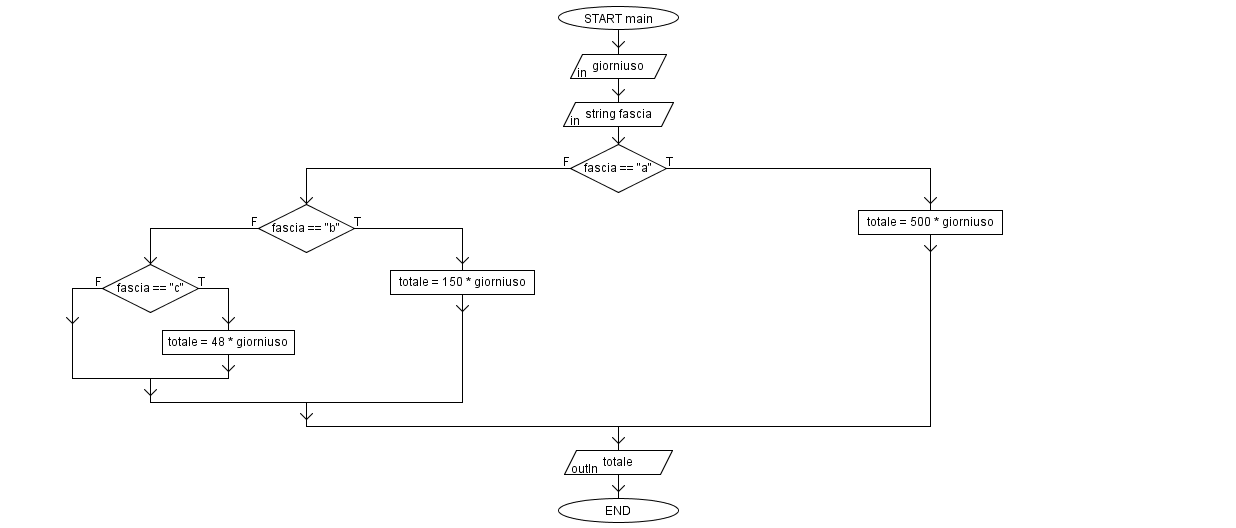 START main
giorniuso
in
string fascia
in
F fascia == "a" T
F fascia == "b" T
totale = 500 * giorniuso
F fascia == "c" T
totale = 150 * giorniuso
totale = 48 * giorniuso
totale
outln
END